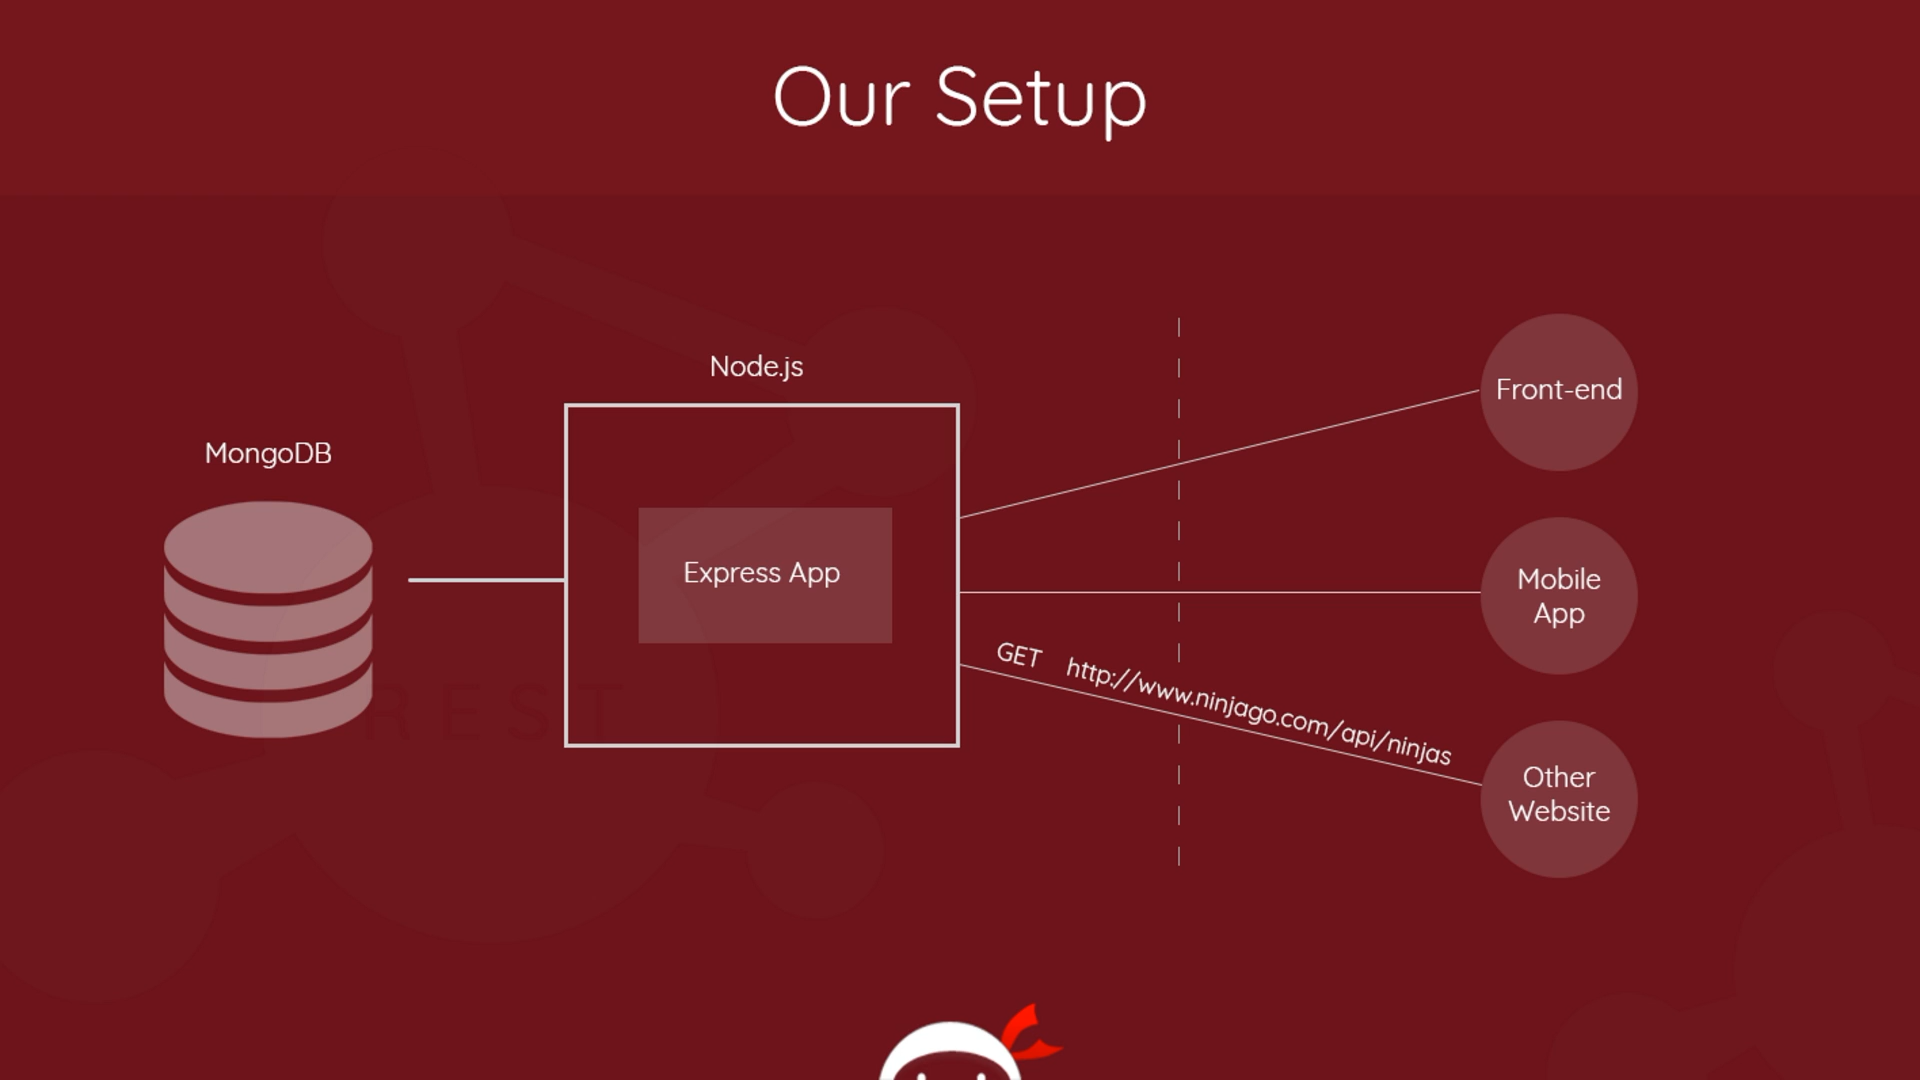 Our Setup
Node.js
MongoDB
Express App
Front-end
Mobile
App
GET http://www.ninjago.com/api/ninjas
Other
Website
REST